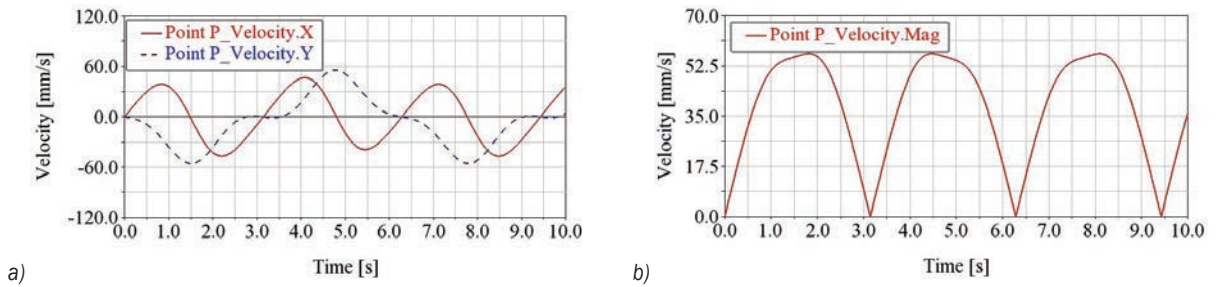 120.0
60.0
0.0
-60.0
-120.0
Velocity [mm/s]
Point P_Velocity.X
Point P_Velocity.Y
0.0 1.0 2.0 3.0 4.0 5.0 6.0 7.0 8.0 9.0 10.0
Time [s]
a)
70.0
52.5
35.0
17.5
0.0
Velocity [mm/s]
Point P_Velocity.Mag
0.0 1.0 2.0 3.0 4.0 5.0 6.0 7.0 8.0 9.0 10.0
Time [s]
b)